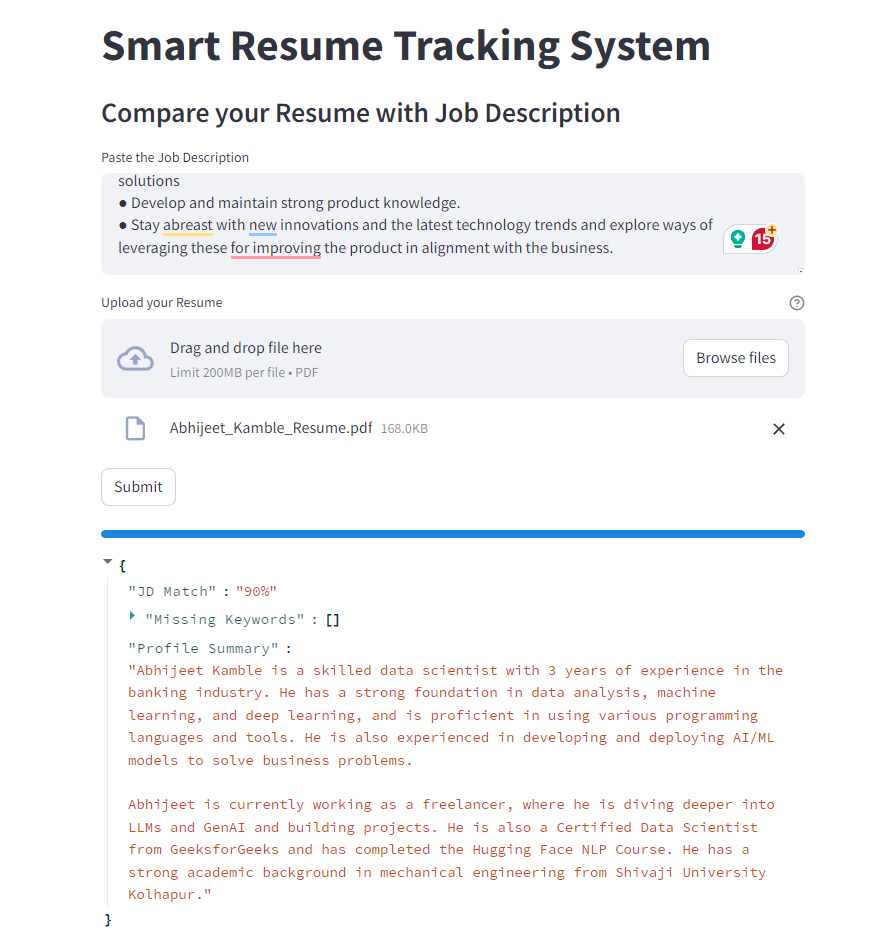 Smart Resume Tracking System
Compare your Resume with Job Description
Paste the Job Description
solutions
● Develop and maintain strong product knowledge.
● Stay abreast with new innovations and the latest technology trends and explore ways of
leveraging these for improving the product in alignment with the business.
15+
Upload your Resume
?
Drag and drop file here
Limit 200MB per file • PDF
Browse files
Abhijeet_Kamble_Resume.pdf 168.0KB
Submit
{
"JD Match" : "90%"
"Missing Keywords" : []
"Profile Summary" :
"Abhijeet Kamble is a skilled data scientist with 3 years of experience in the
banking industry. He has a strong foundation in data analysis, machine
learning, and deep learning, and is proficient in using various programming
languages and tools. He is also experienced in developing and deploying AI/ML
models to solve business problems.
Abhijeet is currently working as a freelancer, where he is diving deeper into
LLMs and GenAI and building projects. He is also a Certified Data Scientist
from GeeksforGeeks and has completed the Hugging Face NLP Course. He has a
strong academic background in mechanical engineering from Shivaji University
Kolhapur."
}